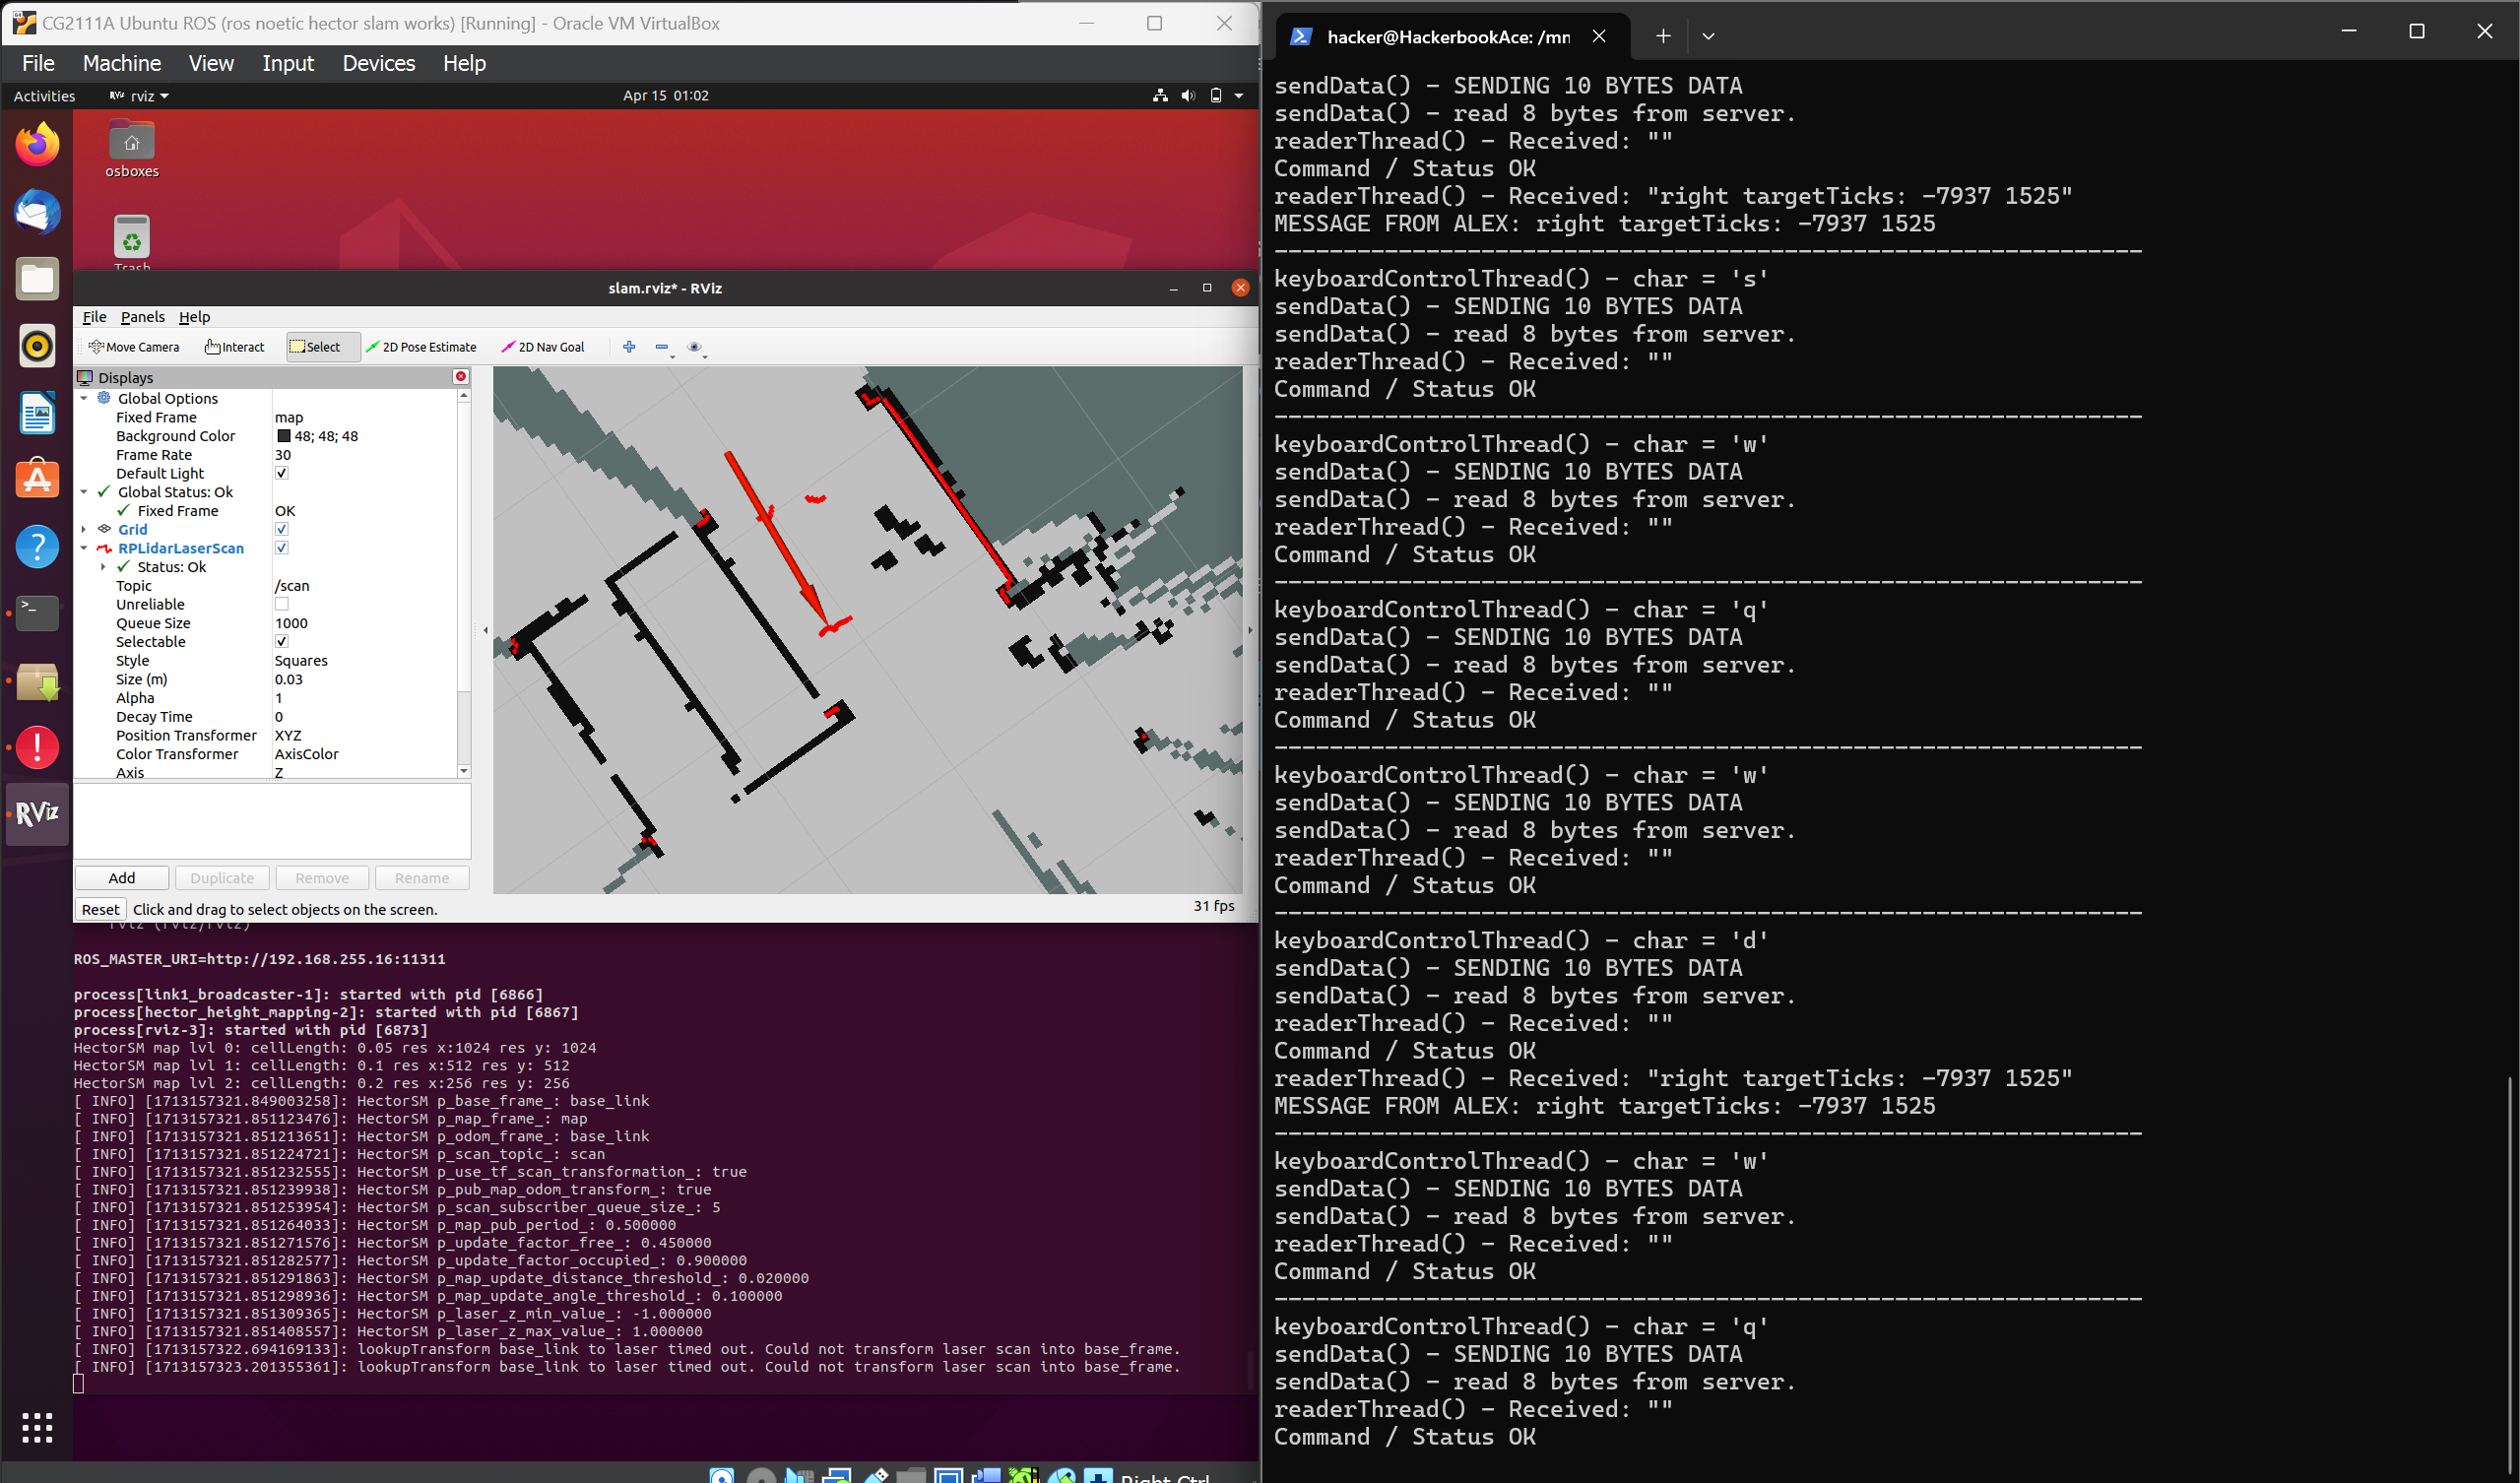 CG2111A Ubuntu ROS (ros noetic hector slam works) [Running] - Oracle VM VirtualBox
File Machine View Input Devices Help
Activities
rviz
Apr 15 01:02
osboxes
Trash
slam.rviz* - RViz
File Panels Help
Move Camera Interact Select 2D Pose Estimate 2D Nav Goal
Displays
Global Options
Fixed Frame map
Background Color 48; 48; 48
Frame Rate 30
Default Light
Global Status: Ok
Fixed Frame OK
Grid
RPLidarLaserScan
Status: Ok
Topic /scan
Unreliable
Queue Size 1000
Selectable
Style Squares
Size (m) 0.03
Alpha 1
Decay Time 0
Position Transformer XYZ
Color Transformer AxisColor
Axis Z
Add Duplicate Remove Rename
Reset Click and drag to select objects on the screen.
31 fps
RViz
rviz (rviz/rviz)
ROS_MASTER_URI=http://192.168.255.16:11311
process[link1_broadcaster-1]: started with pid [6866]
process[hector_height_mapping-2]: started with pid [6867]
process[rviz-3]: started with pid [6873]
HectorSM map lvl 0: cellLength: 0.05 res x:1024 res y: 1024
HectorSM map lvl 1: cellLength: 0.1 res x:512 res y: 512
HectorSM map lvl 2: cellLength: 0.2 res x:256 res y: 256
[ INFO] [1713157321.849003258]: HectorSM p_base_frame_: base_link
[ INFO] [1713157321.851123476]: HectorSM p_map_frame_: map
[ INFO] [1713157321.851213651]: HectorSM p_odom_frame_: base_link
[ INFO] [1713157321.851224721]: HectorSM p_scan_topic_: scan
[ INFO] [1713157321.851232555]: HectorSM p_use_tf_scan_transformation_: true
[ INFO] [1713157321.851239938]: HectorSM p_pub_map_odom_transform_: true
[ INFO] [1713157321.851253954]: HectorSM p_scan_subscriber_queue_size_: 5
[ INFO] [1713157321.851264033]: HectorSM p_map_pub_period_: 0.500000
[ INFO] [1713157321.851271576]: HectorSM p_update_factor_free_: 0.450000
[ INFO] [1713157321.851282577]: HectorSM p_update_factor_occupied_: 0.900000
[ INFO] [1713157321.851291863]: HectorSM p_map_update_distance_threshold_: 0.020000
[ INFO] [1713157321.851298936]: HectorSM p_map_update_angle_threshold_: 0.100000
[ INFO] [1713157321.851309365]: HectorSM p_laser_z_min_value_: -1.000000
[ INFO] [1713157321.851408557]: HectorSM p_laser_z_max_value_: 1.000000
[ INFO] [1713157322.694169133]: lookupTransform base_link to laser timed out. Could not transform laser scan into base_frame.
[ INFO] [1713157323.201355361]: lookupTransform base_link to laser timed out. Could not transform laser scan into base_frame.
Right Ctrl
hacker@HackerbookAce: /mn
sendData() - SENDING 10 BYTES DATA
sendData() - read 8 bytes from server.
readerThread() - Received: ""
Command / Status OK
readerThread() - Received: "right targetTicks: -7937 1525"
MESSAGE FROM ALEX: right targetTicks: -7937 1525
---------------------------------------------------------------
keyboardControlThread() - char = 's'
sendData() - SENDING 10 BYTES DATA
sendData() - read 8 bytes from server.
readerThread() - Received: ""
Command / Status OK
---------------------------------------------------------------
keyboardControlThread() - char = 'w'
sendData() - SENDING 10 BYTES DATA
sendData() - read 8 bytes from server.
readerThread() - Received: ""
Command / Status OK
---------------------------------------------------------------
keyboardControlThread() - char = 'q'
sendData() - SENDING 10 BYTES DATA
sendData() - read 8 bytes from server.
readerThread() - Received: ""
Command / Status OK
---------------------------------------------------------------
keyboardControlThread() - char = 'w'
sendData() - SENDING 10 BYTES DATA
sendData() - read 8 bytes from server.
readerThread() - Received: ""
Command / Status OK
---------------------------------------------------------------
keyboardControlThread() - char = 'd'
sendData() - SENDING 10 BYTES DATA
sendData() - read 8 bytes from server.
readerThread() - Received: ""
Command / Status OK
readerThread() - Received: "right targetTicks: -7937 1525"
MESSAGE FROM ALEX: right targetTicks: -7937 1525
---------------------------------------------------------------
keyboardControlThread() - char = 'w'
sendData() - SENDING 10 BYTES DATA
sendData() - read 8 bytes from server.
readerThread() - Received: ""
Command / Status OK
---------------------------------------------------------------
keyboardControlThread() - char = 'q'
sendData() - SENDING 10 BYTES DATA
sendData() - read 8 bytes from server.
readerThread() - Received: ""
Command / Status OK